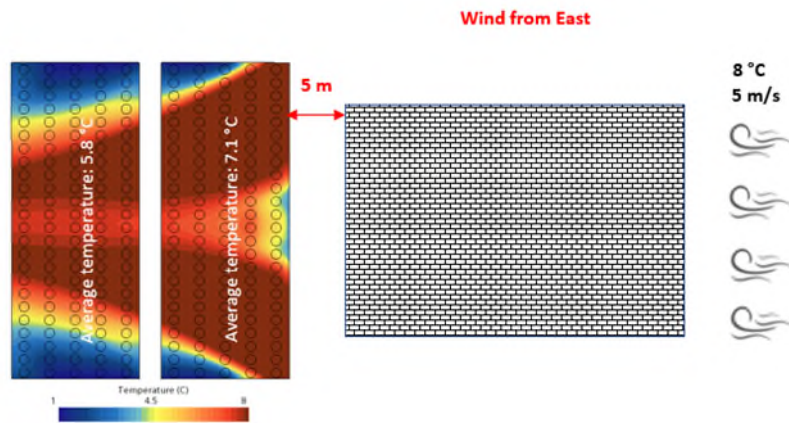 Wind from East
8 °C
5 m/s
5 m
Average temperature: 5.8 °C
Average temperature: 7.1 °C
Temperature (C)
1 4.5 8